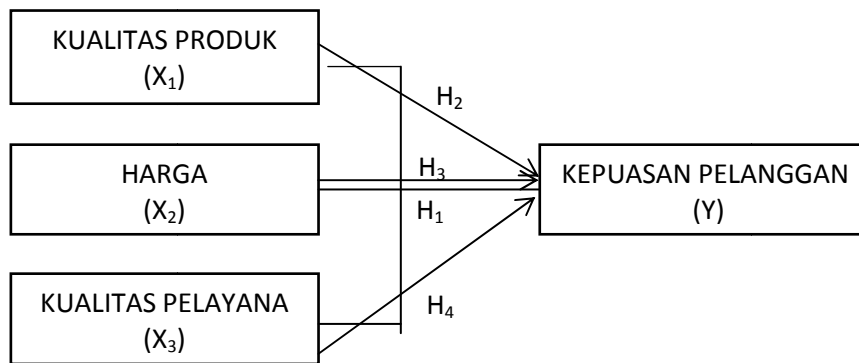 KUALITAS PRODUK
(X₁)
H₂
HARGA
(X₂)
H₃
H₁
KEPUASAN PELANGGAN
(Y)
KUALITAS PELAYANA
(X₃)
H₄